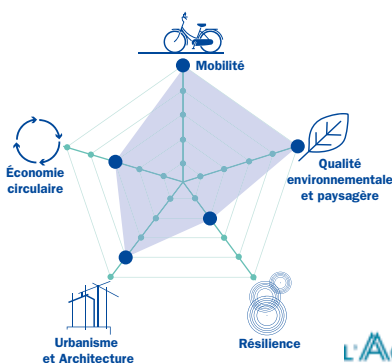 Mobilité
Économie
circulaire
Qualité
environnementale
et paysagère
Urbanisme
et Architecture
Résilience